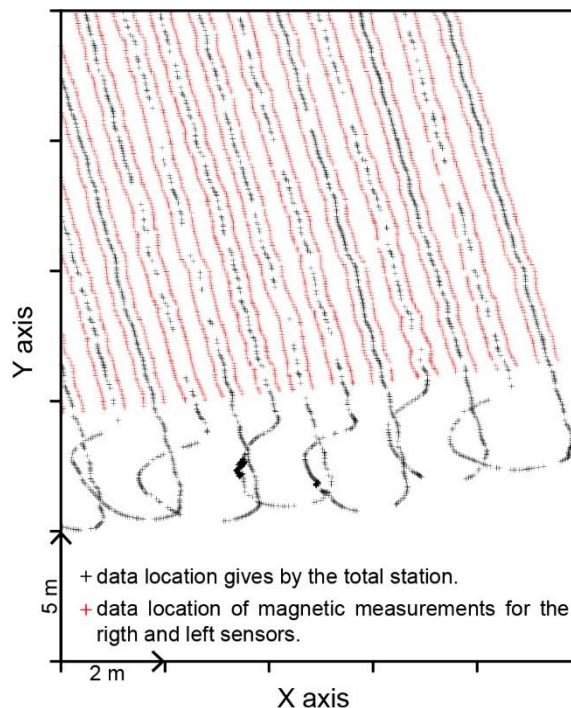 Y axis
+ data location gives by the total station.
+ data location of magnetic measurements for the
rigth and left sensors.
5 m
2 m
X axis